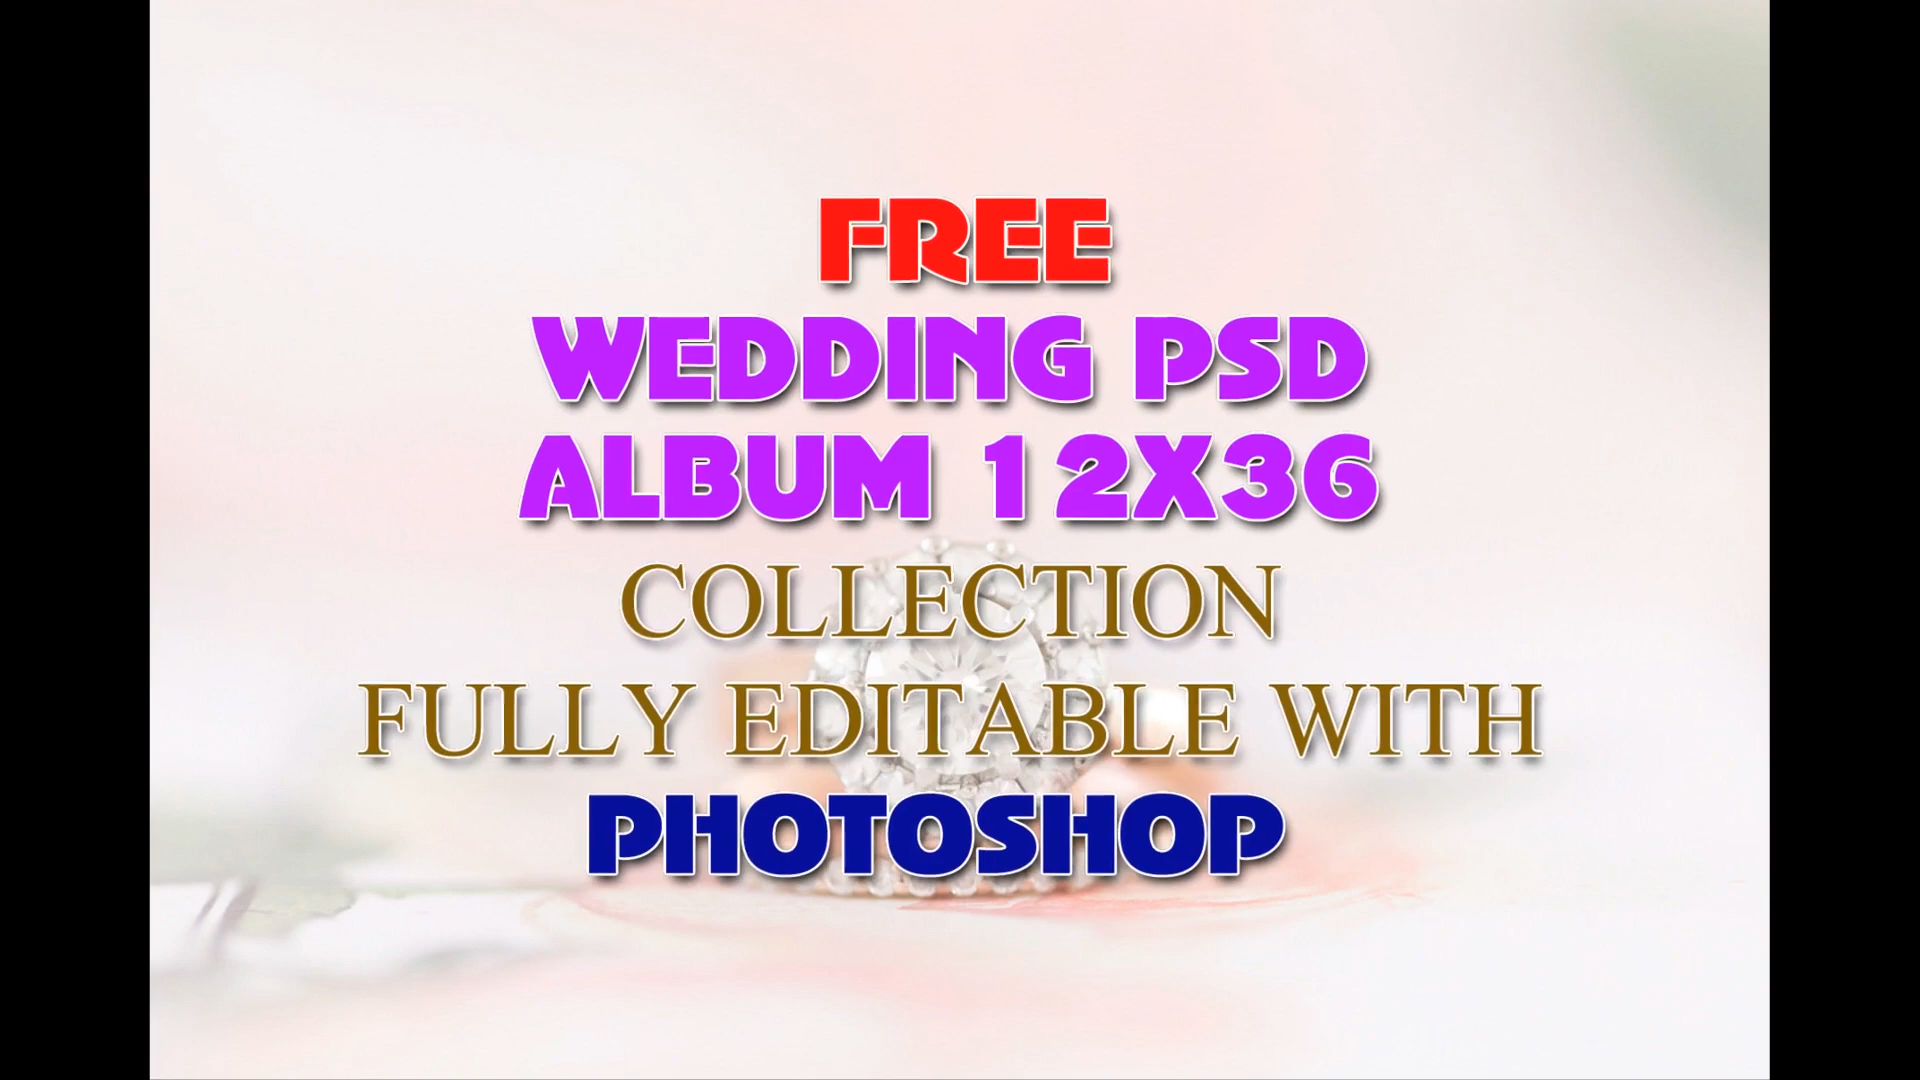 FREE
WEDDING PSD
ALBUM 12X36
COLLECTION
FULLY EDITABLE WITH
PHOTOSHOP